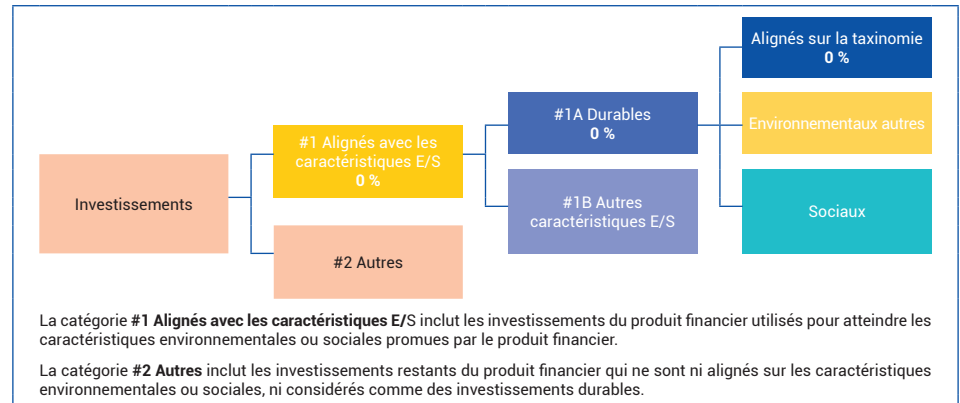 Investissements
#1 Alignés avec les
caractéristiques E/S
0 %
#2 Autres
#1A Durables
0 %
#1B Autres
caractéristiques E/S
Alignés sur la taxinomie
0 %
Environnementaux autres
Sociaux
La catégorie #1 Alignés avec les caractéristiques E/S inclut les investissements du produit financier utilisés pour atteindre les
caractéristiques environnementales ou sociales promues par le produit financier.
La catégorie #2 Autres inclut les investissements restants du produit financier qui ne sont ni alignés sur les caractéristiques
environnementales ou sociales, ni considérés comme des investissements durables.